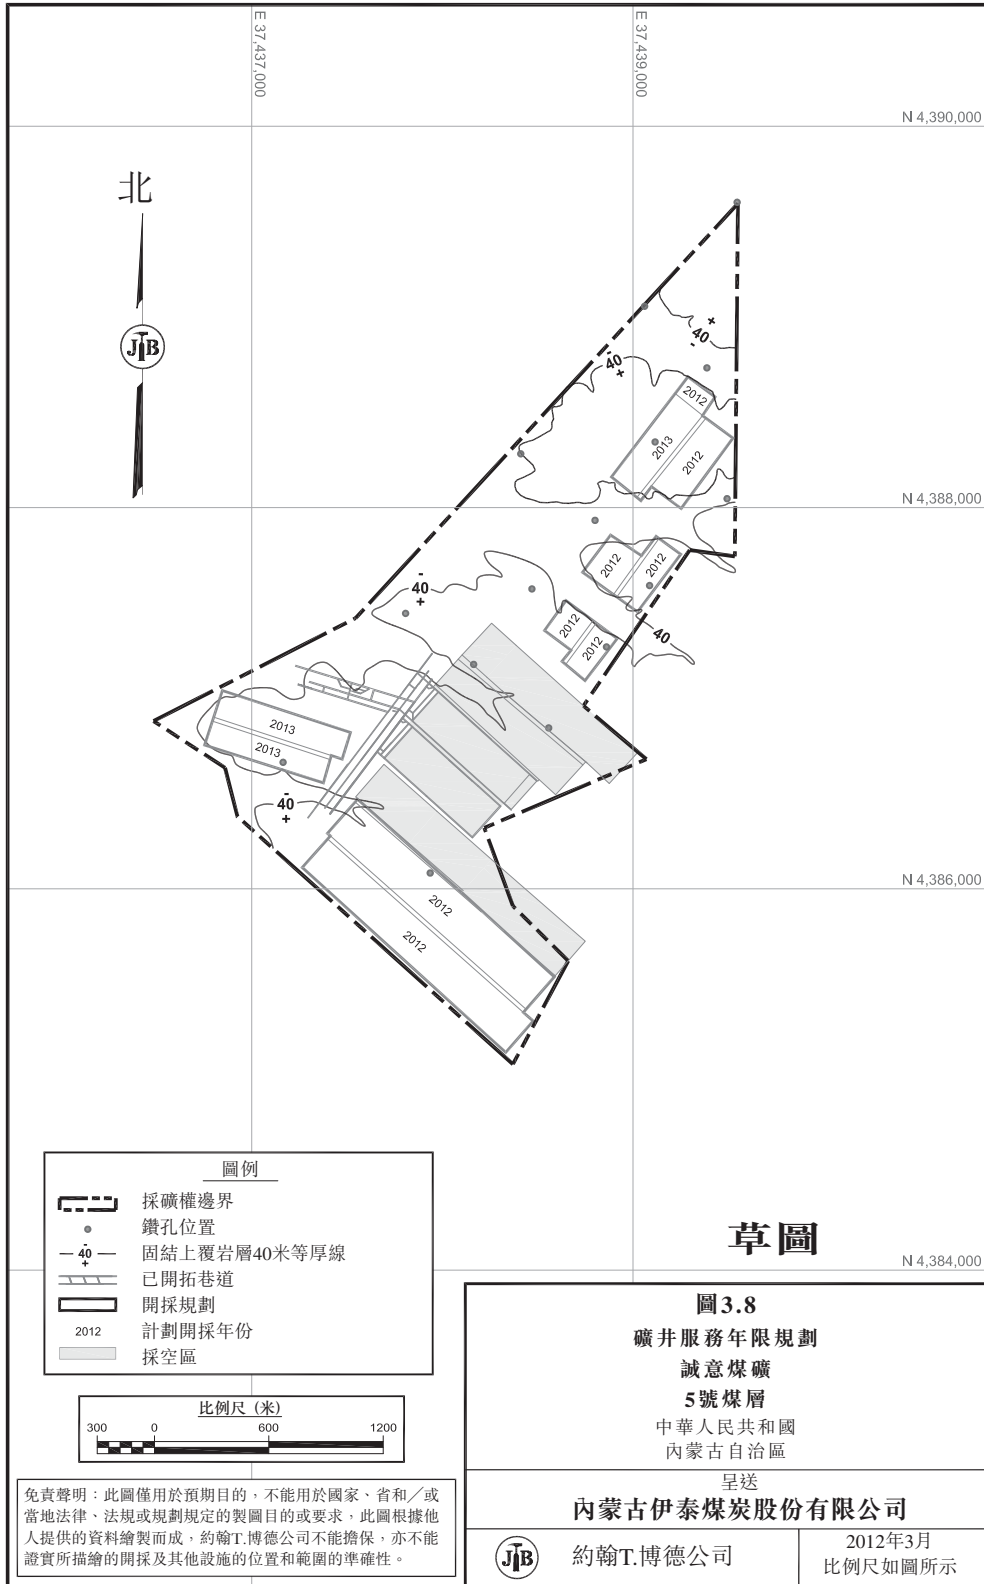 E 37,437,000
E 37,439,000
N 4,390,000
北
JTB
+
40
-
-
40
+
2012
2013
2012
N 4,388,000
2012
2012
-
40
+
2012
2012
40
2013
2013
-
40
+
N 4,386,000
2012
2012
圖例
採礦權邊界
鑽孔位置
-
40
+
固結上覆岩層40米等厚線
已開拓巷道
開採規劃
2012 計劃開採年份
採空區
草圖
N 4,384,000
比例尺 (米)
300 0 600 1200
圖3.8
礦井服務年限規劃
誠意煤礦
5號煤層
中華人民共和國
內蒙古自治區
呈送
內蒙古伊泰煤炭股份有限公司
JTB 約翰T.博德公司
2012年3月
比例尺如圖所示
免責聲明：此圖僅用於預期目的，不能用於國家、省和／或
當地法律、法規或規劃規定的製圖目的或要求，此圖根據他
人提供的資料繪製而成，約翰T.博德公司不能擔保，亦不能
證實所描繪的開採及其他設施的位置和範圍的準確性。